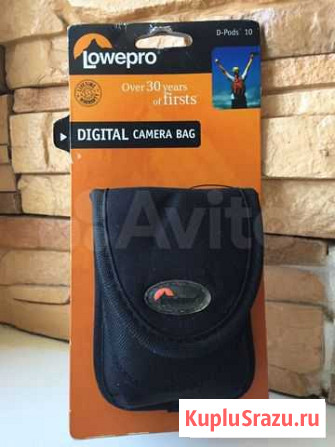 Lowepro
D-Pods 10
Over 30 years
of firsts
DIGITAL CAMERA BAG
Avito
KupluSrazu.ru